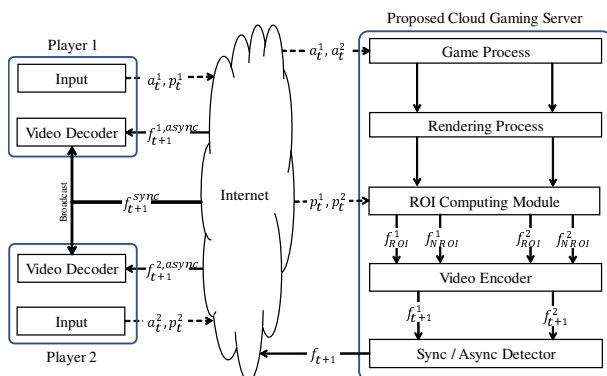 Player 1
Input
a_t^1, p_t^1
Video Decoder
f_{t+1}^{1,async}
Broadcast
f_{t+1}^{sync}
Video Decoder
f_{t+1}^{2,async}
Input
a_t^2, p_t^2
Player 2
Internet
Proposed Cloud Gaming Server
a_t^1, a_t^2
Game Process
Rendering Process
p_t^1, p_t^2
ROI Computing Module
f_{ROI}^1 f_{NROI}^1 f_{ROI}^2 f_{NROI}^2
Video Encoder
f_{t+1}^1 f_{t+1}^2
f_{t+1}
Sync / Async Detector